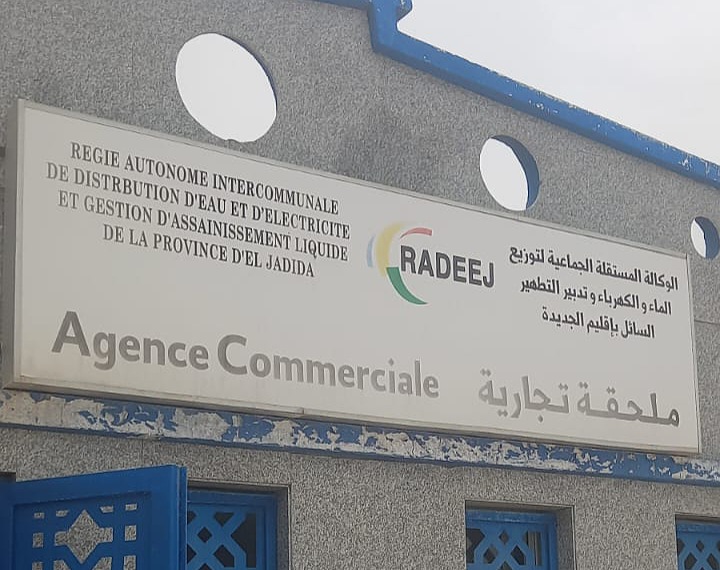 REGIE AUTONOME INTERCOMMUNALE
DE DISTRBUTION D'EAU ET D'ELECTRICITE
ET GESTION D'ASSAINISSEMENT LIQUIDE
DE LA PROVINCE D'EL JADIDA
RADEEJ
الوكالة المستقلة الجماعية لتوزيع
الماء و الكهرباء و تدبير التطهير
السائل بإقليم الجديدة
Agence Commerciale
ملحقة تجارية